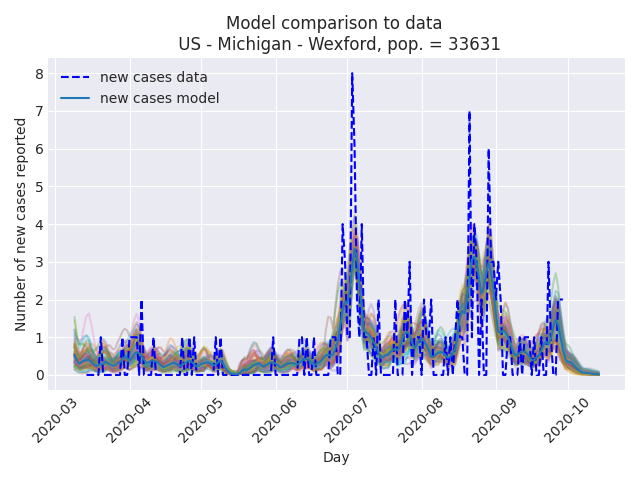 Model comparison to data
US - Michigan - Wexford, pop. = 33631
new cases data
new cases model
Number of new cases reported
8
7
6
5
4
3
2
1
0
2020-03
2020-04
2020-05
2020-06
2020-07
2020-08
2020-09
2020-10
Day